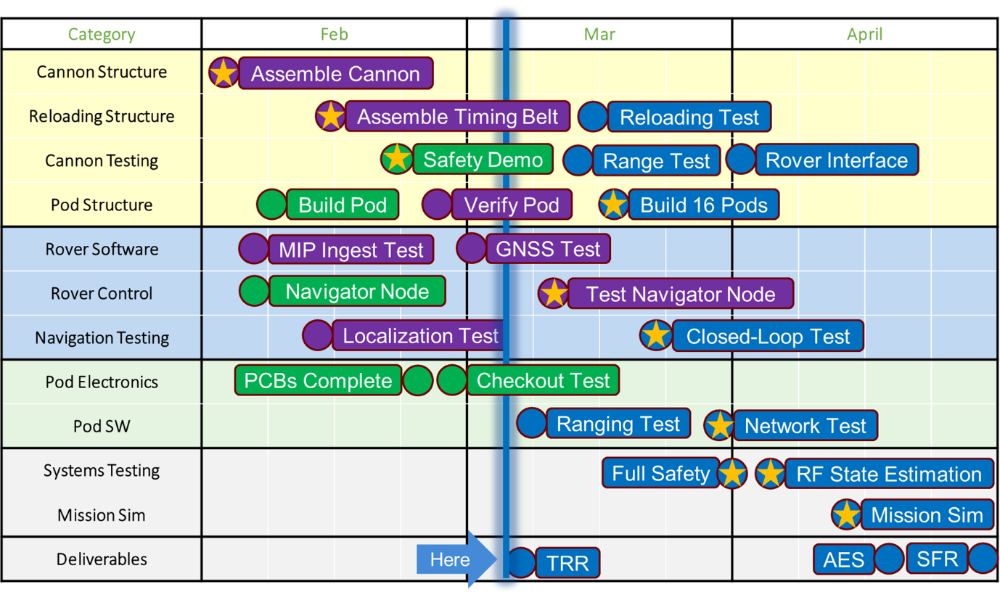 Category Feb Mar April
Cannon Structure Assemble Cannon
Reloading Structure Assemble Timing Belt Reloading Test
Cannon Testing Safety Demo Range Test Rover Interface
Pod Structure Build Pod Verify Pod Build 16 Pods
Rover Software MIP Ingest Test GNSS Test
Rover Control Navigator Node Test Navigator Node
Navigation Testing Localization Test Closed-Loop Test
Pod Electronics PCBs Complete Checkout Test
Pod SW Ranging Test Network Test
Systems Testing Full Safety RF State Estimation
Mission Sim Mission Sim
Deliverables Here TRR AES SFR